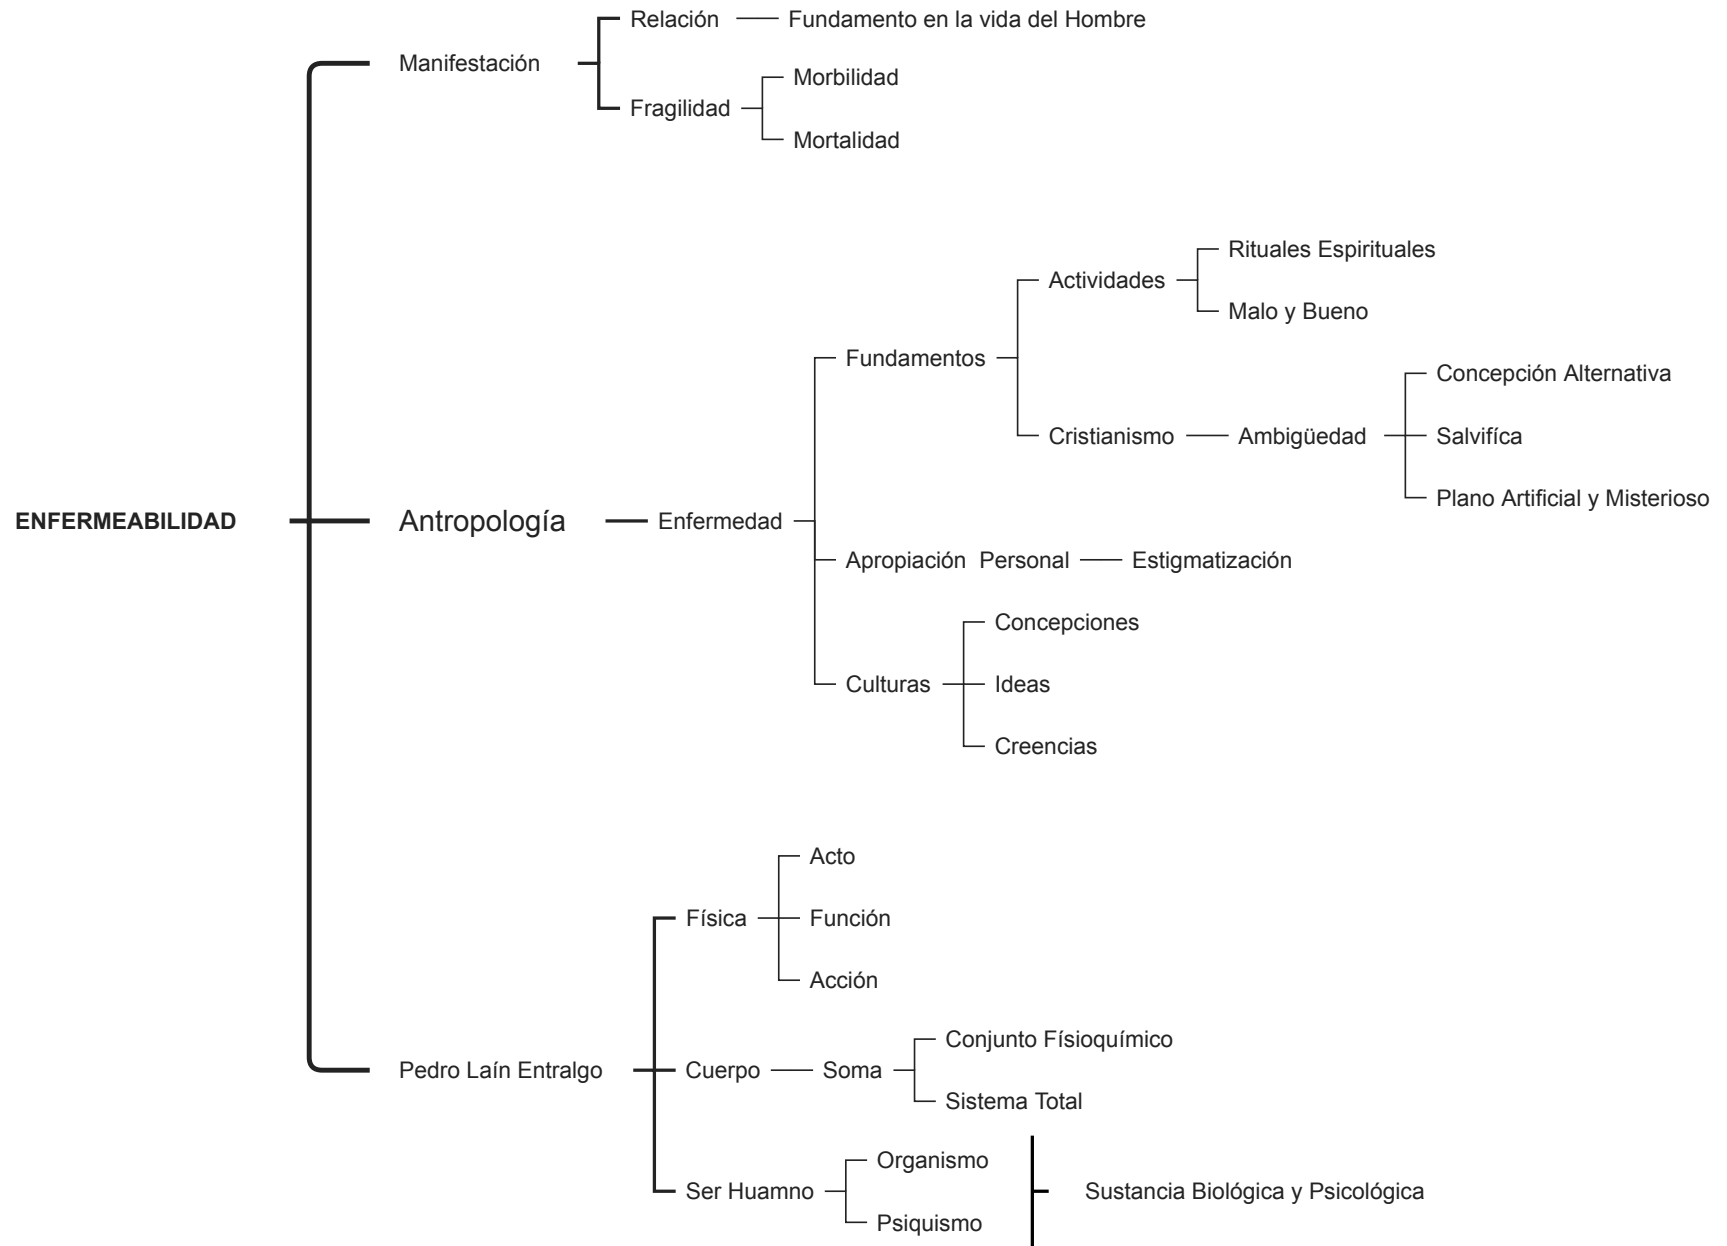 Relación
Fundamento en la vida del Hombre
Manifestación
Morbilidad
Fragilidad
Mortalidad
Rituales Espirituales
Actividades
Malo y Bueno
Fundamentos
Concepción Alternativa
Cristianismo
Ambigüedad
Salvifíca
Plano Artificial y Misterioso
ENFERMEABILIDAD
Antropología
Enfermedad
Apropiación Personal
Estigmatización
Concepciones
Culturas
Ideas
Creencias
Acto
Física
Función
Acción
Conjunto Físioquímico
Pedro Laín Entralgo
Cuerpo
Soma
Sistema Total
Organismo
Ser Huamno
Sustancia Biológica y Psicológica
Psiquismo